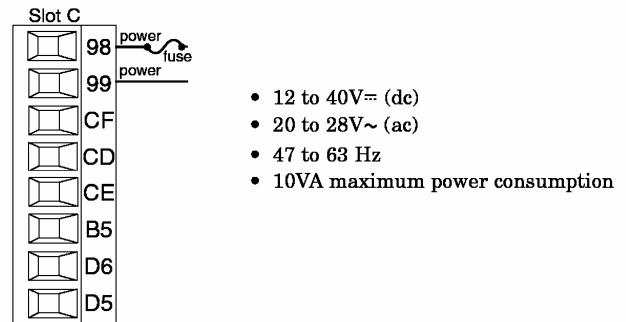 Slot C
98 power fuse
99 power
CF
CD
CE
B5
D6
D5
• 12 to 40V⎓ (dc)
• 20 to 28V~ (ac)
• 47 to 63 Hz
• 10VA maximum power consumption